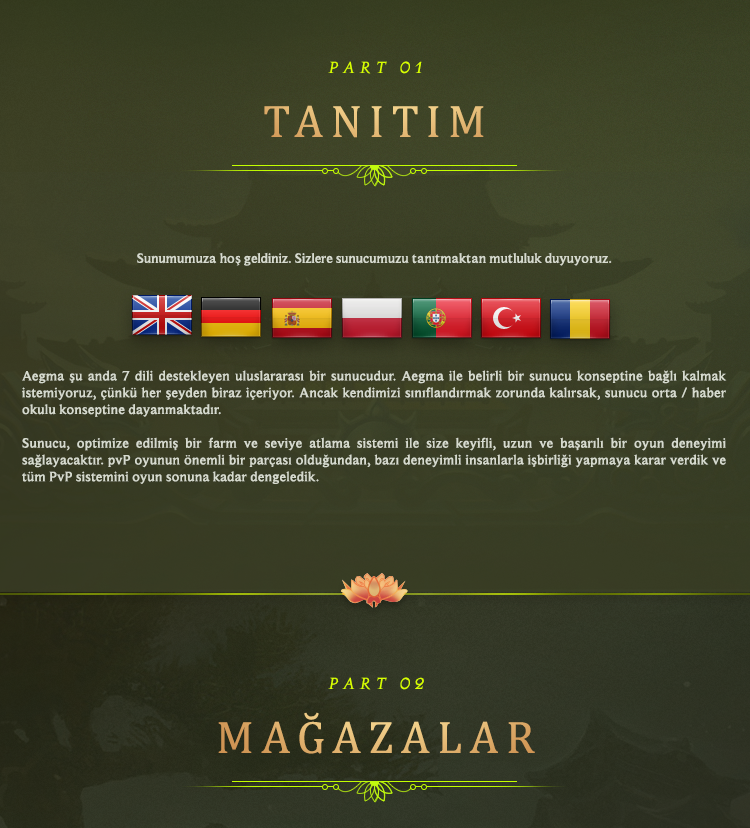 PART 01
TANITIM
Sunumumuza hoş geldiniz. Sizlere sunucumuzu tanıtmaktan mutluluk duyuyoruz.
Aegma şu anda 7 dili destekleyen uluslararası bir sunucudur. Aegma ile belirli bir sunucu konseptine bağlı kalmak
istemiyoruz, çünkü her şeyden biraz içeriyor. Ancak kendimizi sınıflandırmak zorunda kalırsak, sunucu orta / haber
okulu konseptine dayanmaktadır.
Sunucu, optimize edilmiş bir farm ve seviye atlama sistemi ile size keyifli, uzun ve başarılı bir oyun deneyimi
sağlayacaktır. pvP oyunun önemli bir parçası olduğundan, bazı deneyimli insanlarla işbirliği yapmaya karar verdik ve
tüm PvP sistemini oyun sonuna kadar dengeledik.
PART 02
MAĞAZALAR